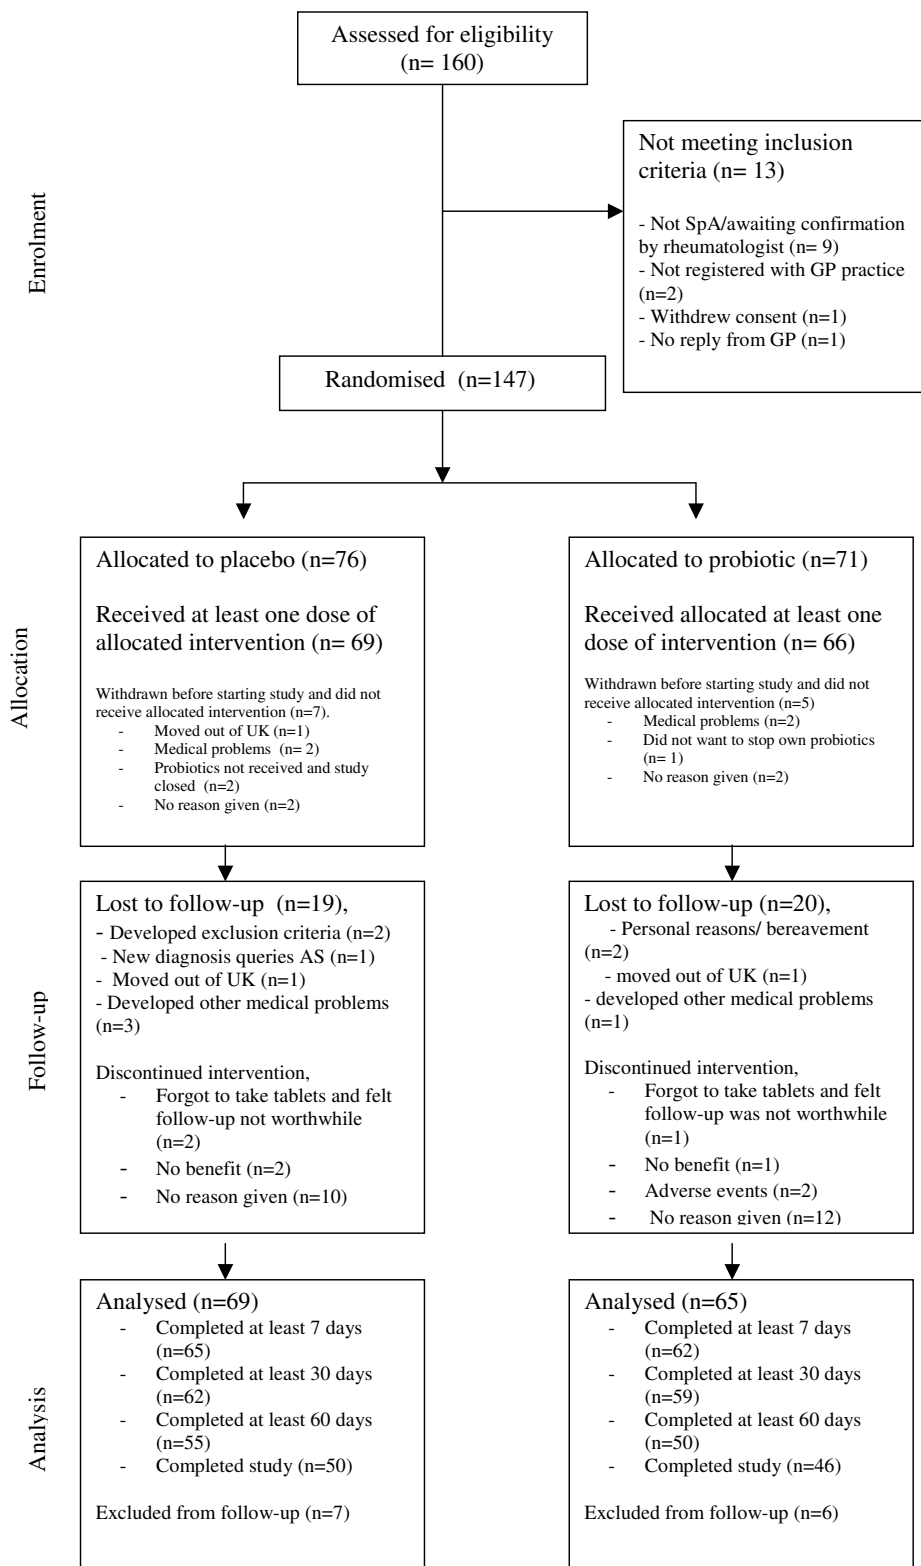 Assessed for eligibility
(n= 160)
Enrolment
Not meeting inclusion
criteria (n= 13)
- Not SpA/awaiting confirmation
by rheumatologist (n= 9)
- Not registered with GP practice
(n=2)
- Withdrew consent (n=1)
- No reply from GP (n=1)
Randomised (n=147)
Allocation
Allocated to placebo (n=76)
Received at least one dose of
allocated intervention (n= 69)
Withdrawn before starting study and did not
receive allocated intervention (n=7).
- Moved out of UK (n=1)
- Medical problems (n= 2)
- Probiotics not received and study
closed (n=2)
- No reason given (n=2)
Allocated to probiotic (n=71)
Received allocated at least one
dose of intervention (n= 66)
Withdrawn before starting study and did not
receive allocated intervention (n=5)
- Medical problems (n=2)
- Did not want to stop own probiotics
(n= 1)
- No reason given (n=2)
Follow-up
Lost to follow-up (n=19),
- Developed exclusion criteria (n=2)
- New diagnosis queries AS (n=1)
- Moved out of UK (n=1)
- Developed other medical problems
(n=3)
Discontinued intervention,
- Forgot to take tablets and felt
follow-up not worthwhile
(n=2)
- No benefit (n=2)
- No reason given (n=10)
Lost to follow-up (n=20),
- Personal reasons/ bereavement
(n=2)
- moved out of UK (n=1)
- developed other medical problems
(n=1)
Discontinued intervention,
- Forgot to take tablets and felt
follow-up was not worthwhile
(n=1)
- No benefit (n=1)
- Adverse events (n=2)
- No reason given (n=12)
Analysis
Analysed (n=69)
- Completed at least 7 days
(n=65)
- Completed at least 30 days
(n=62)
- Completed at least 60 days
(n=55)
- Completed study (n=50)
Excluded from follow-up (n=7)
Analysed (n=65)
- Completed at least 7 days
(n=62)
- Completed at least 30 days
(n=59)
- Completed at least 60 days
(n=50)
- Completed study (n=46)
Excluded from follow-up (n=6)